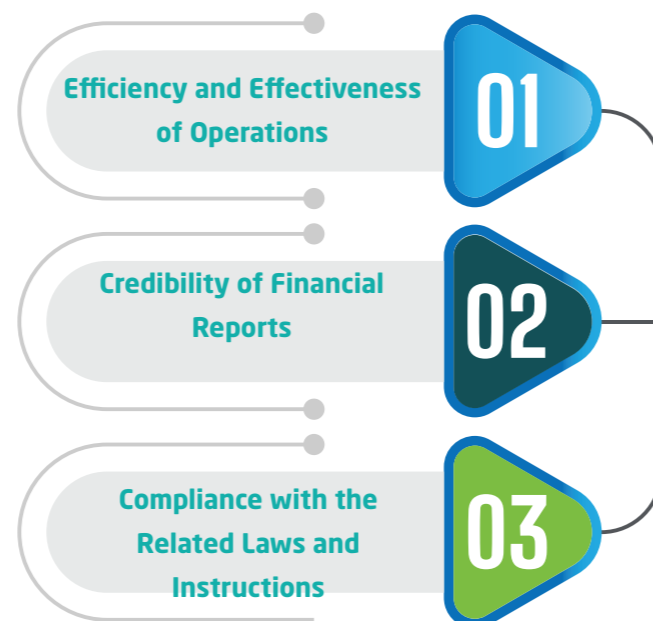 Efficiency and Effectiveness
of Operations
01
Credibility of Financial
Reports
02
Compliance with the
Related Laws and
Instructions
03